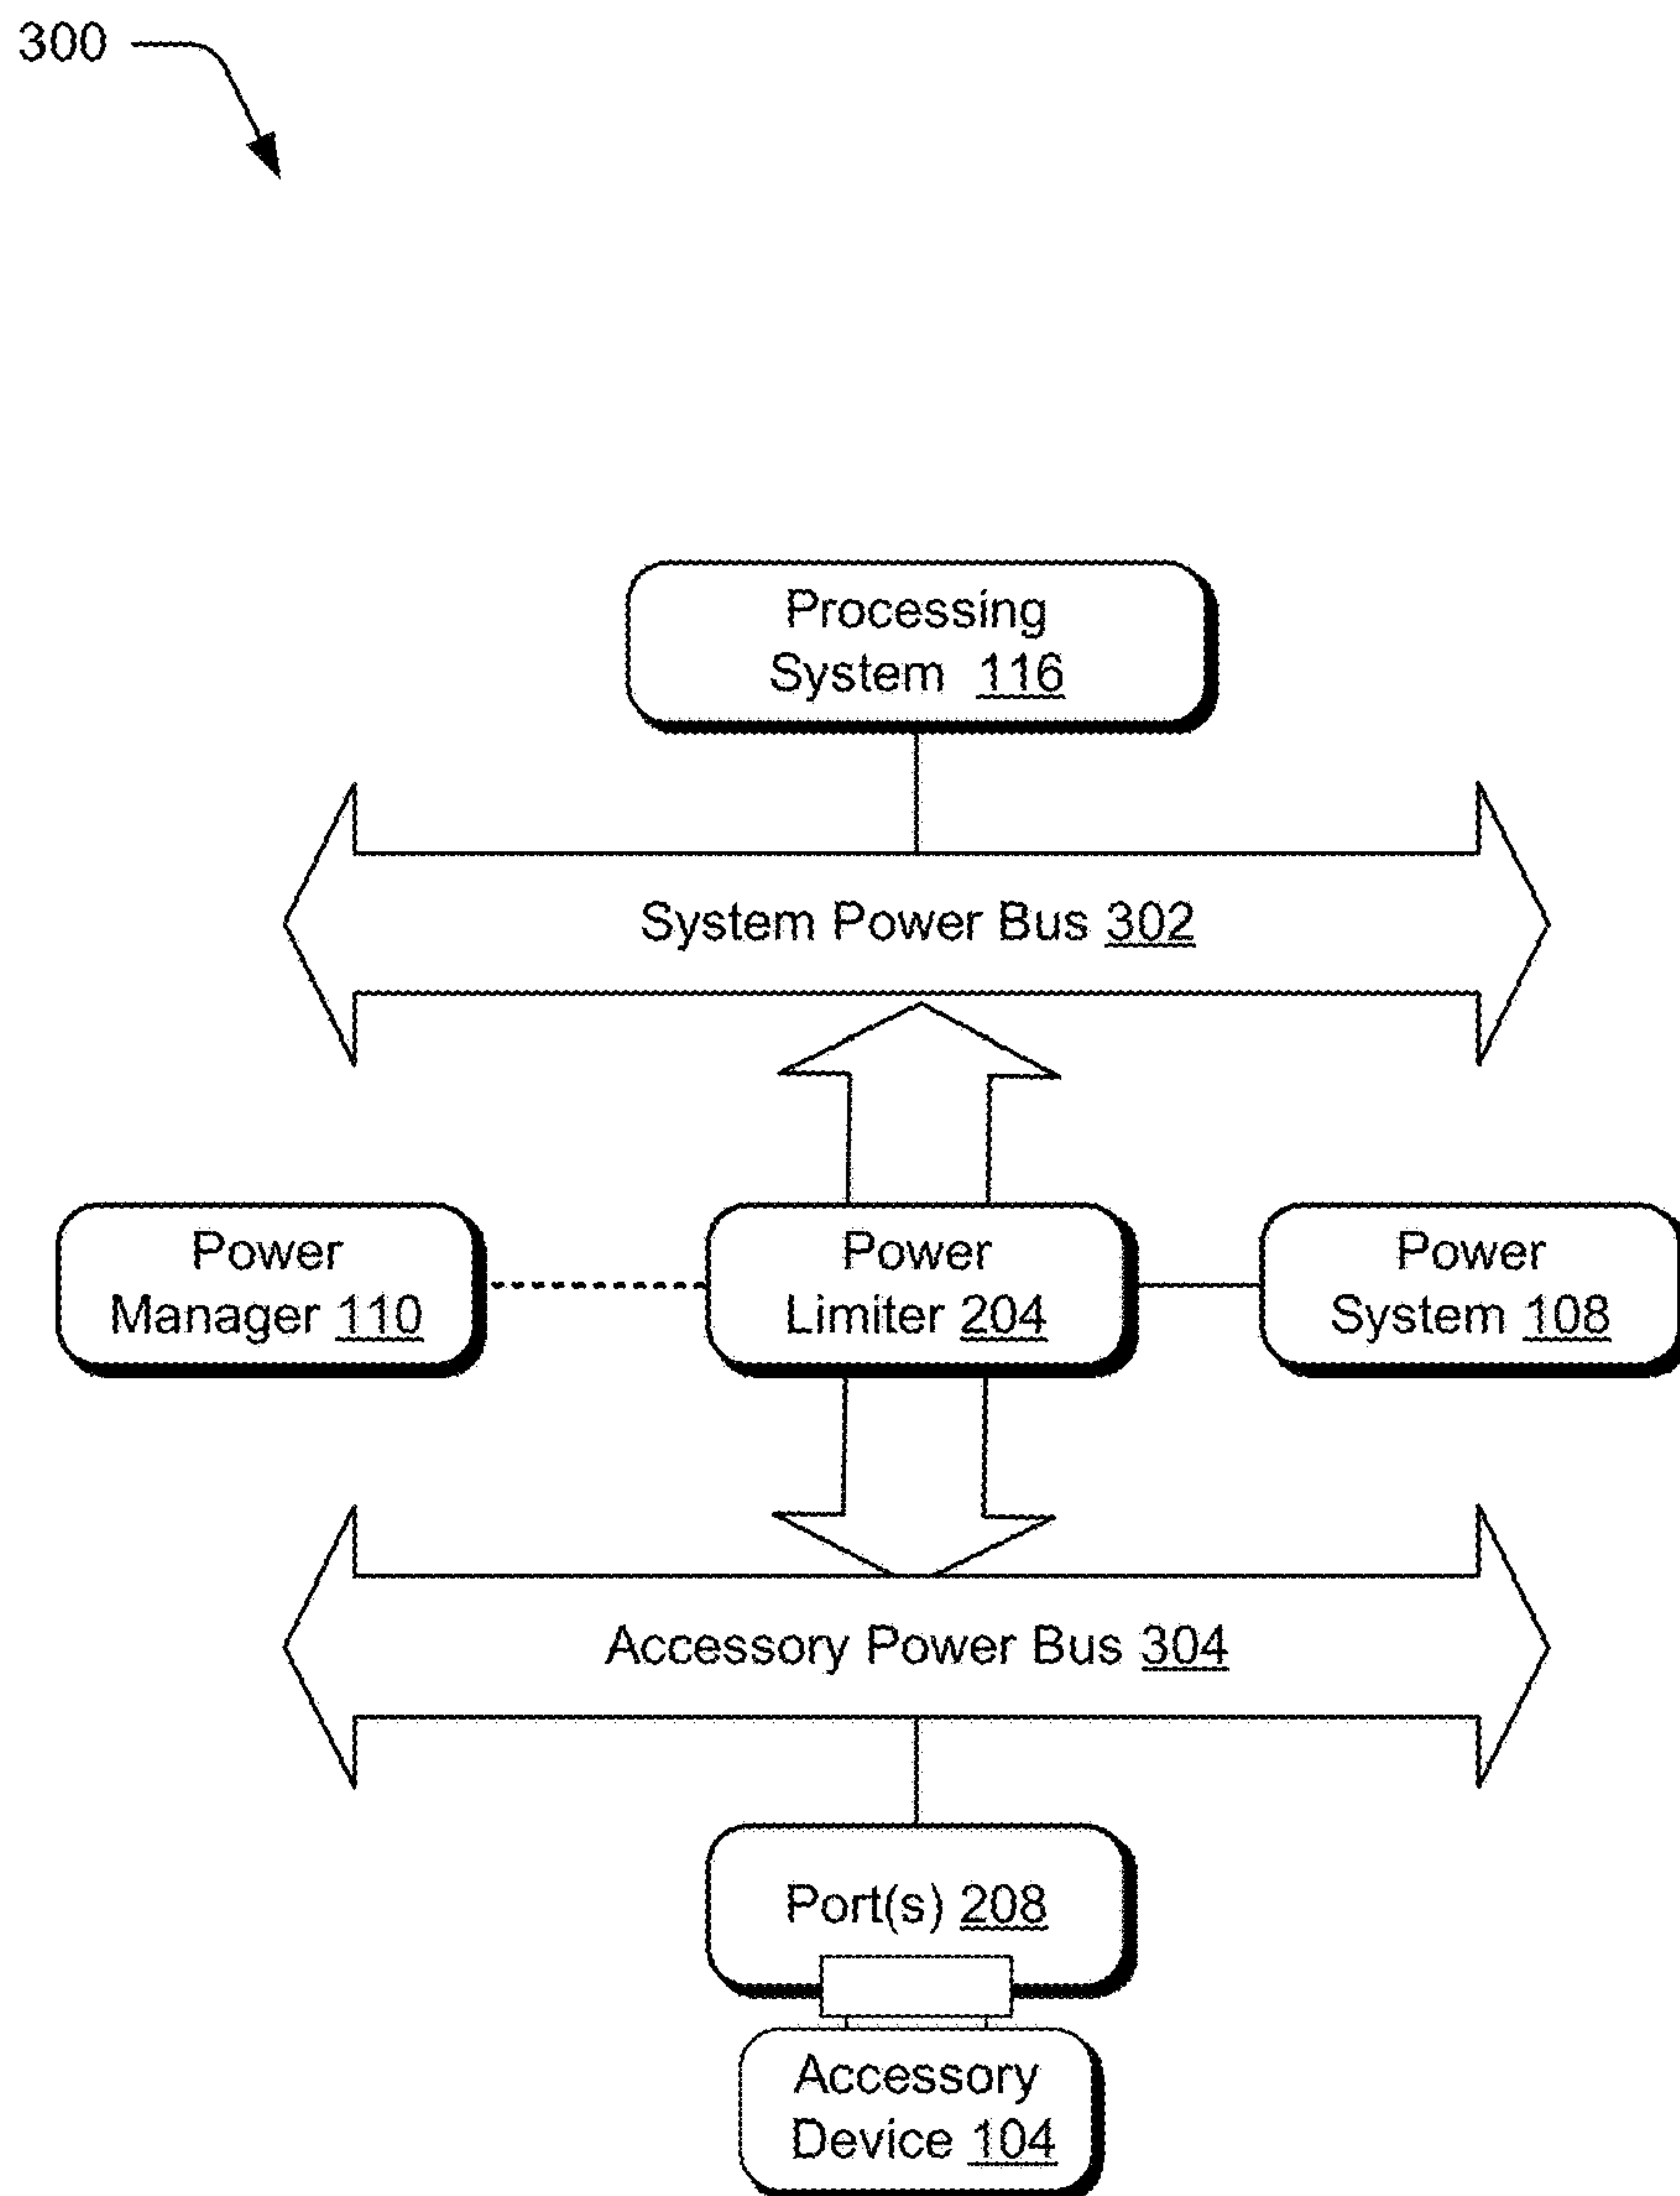 300
Processing
System 116
System Power Bus 302
Power
Manager 110
Power
Limiter 204
Power
System 108
Accessory Power Bus 304
Port(s) 208
Accessory
Device 104